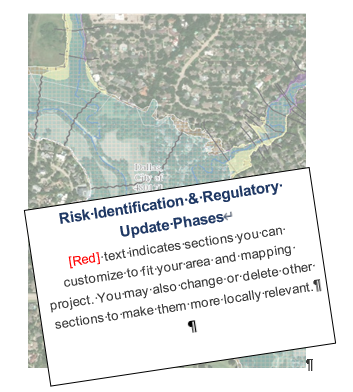 Dallas,
City of
Risk Identification & Regulatory
Update Phases↵
[Red] text indicates sections you can
customize to fit your area and mapping
project. You may also change or delete other
sections to make them more locally relevant.¶
¶
¶